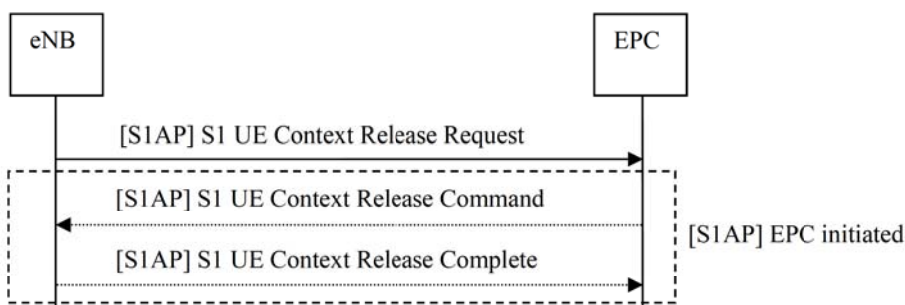 eNB
EPC
[S1AP] S1 UE Context Release Request
[S1AP] S1 UE Context Release Command
[S1AP] EPC initiated
[S1AP] S1 UE Context Release Complete